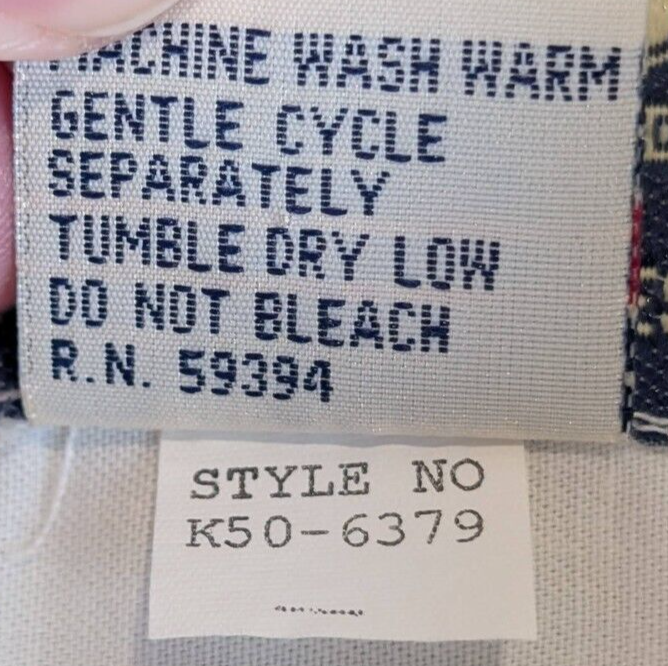 MACHINE WASH WARM
GENTLE CYCLE
SEPARATELY
TUMBLE DRY LOW
DO NOT BLEACH
R.N. 59394
STYLE NO
K50-6379